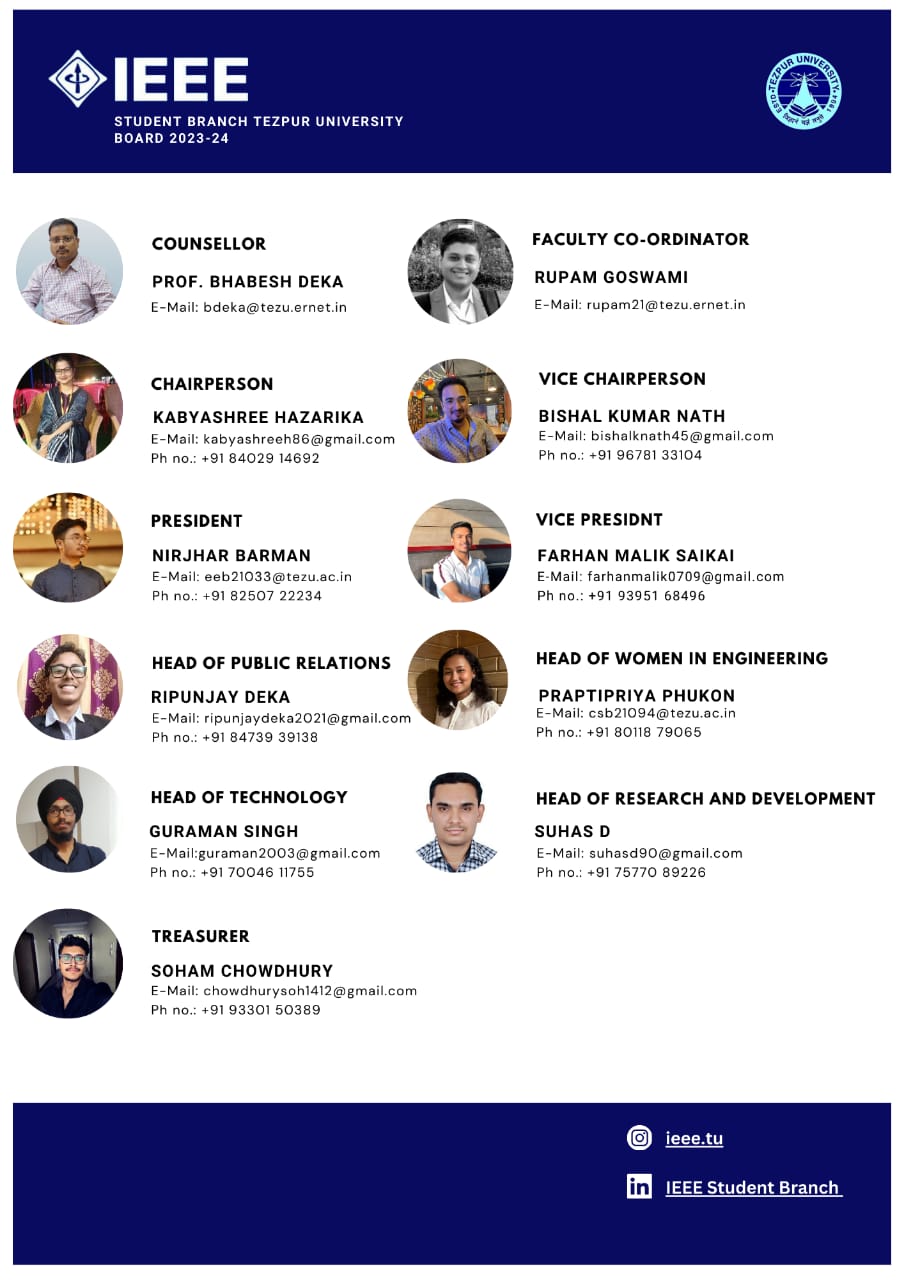 IEEE
STUDENT BRANCH TEZPUR UNIVERSITY
BOARD 2023-24
TEZPUR UNIVERSITY
ESTD 1994
विज्ञानं यज्ञं तनुते
COUNSELLOR
PROF. BHABESH DEKA
E-Mail: bdeka@tezu.ernet.in
FACULTY CO-ORDINATOR
RUPAM GOSWAMI
E-Mail: rupam21@tezu.ernet.in
CHAIRPERSON
KABYASHREE HAZARIKA
E-Mail: kabyashreeh86@gmail.com
Ph no.: +91 84029 14692
VICE CHAIRPERSON
BISHAL KUMAR NATH
E-Mail: bishalknath45@gmail.com
Ph no.: +91 96781 33104
PRESIDENT
NIRJHAR BARMAN
E-Mail: eeb21033@tezu.ac.in
Ph no.: +91 82507 22234
VICE PRESIDNT
FARHAN MALIK SAIKAI
E-Mail: farhanmalik0709@gmail.com
Ph no.: +91 93951 68496
HEAD OF PUBLIC RELATIONS
RIPUNJAY DEKA
E-Mail: ripunjaydeka2021@gmail.com
Ph no.: +91 84739 39138
HEAD OF WOMEN IN ENGINEERING
PRAPTIPRIYA PHUKON
E-Mail: csb21094@tezu.ac.in
Ph no.: +91 80118 79065
HEAD OF TECHNOLOGY
GURAMAN SINGH
E-Mail:guraman2003@gmail.com
Ph no.: +91 70046 11755
HEAD OF RESEARCH AND DEVELOPMENT
SUHAS D
E-Mail: suhasd90@gmail.com
Ph no.: +91 75770 89226
TREASURER
SOHAM CHOWDHURY
E-Mail: chowdhurysoh1412@gmail.com
Ph no.: +91 93301 50389
ieee.tu
in
IEEE Student Branch